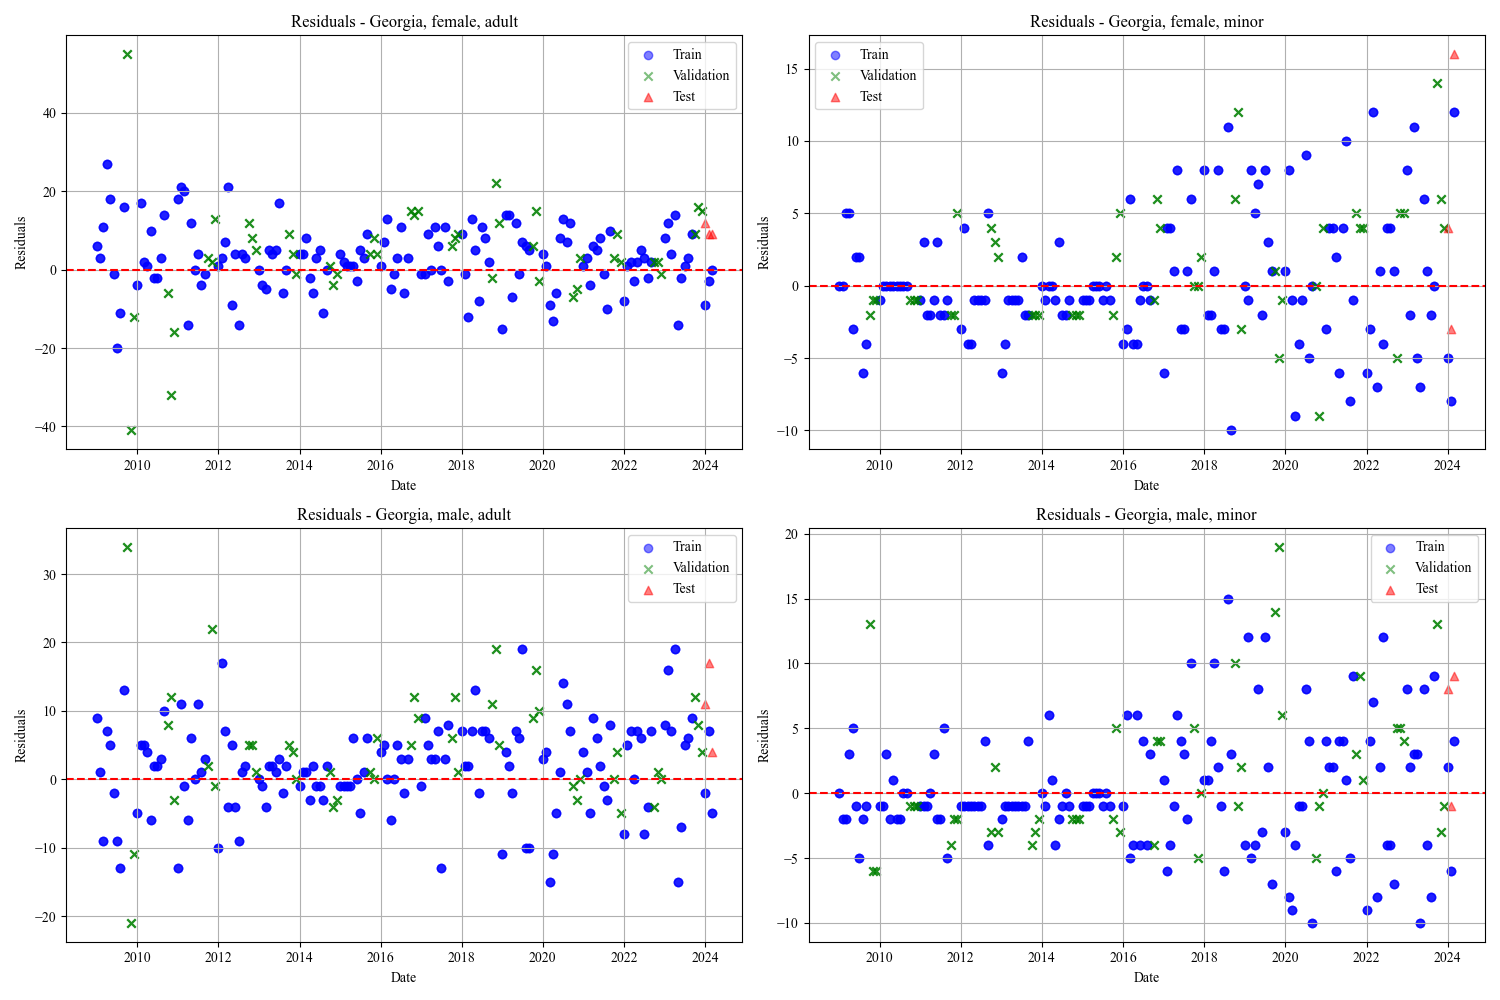 Residuals - Georgia, female, adult
Residuals
40
20
0
−20
−40
Train
Validation
Test
2010 2012 2014 2016 2018 2020 2022 2024
Date
Residuals - Georgia, female, minor
Residuals
15
10
5
0
−5
−10
Train
Validation
Test
2010 2012 2014 2016 2018 2020 2022 2024
Date
Residuals - Georgia, male, adult
Residuals
30
20
10
0
−10
−20
Train
Validation
Test
2010 2012 2014 2016 2018 2020 2022 2024
Date
Residuals - Georgia, male, minor
Residuals
20
15
10
5
0
−5
−10
Train
Validation
Test
2010 2012 2014 2016 2018 2020 2022 2024
Date